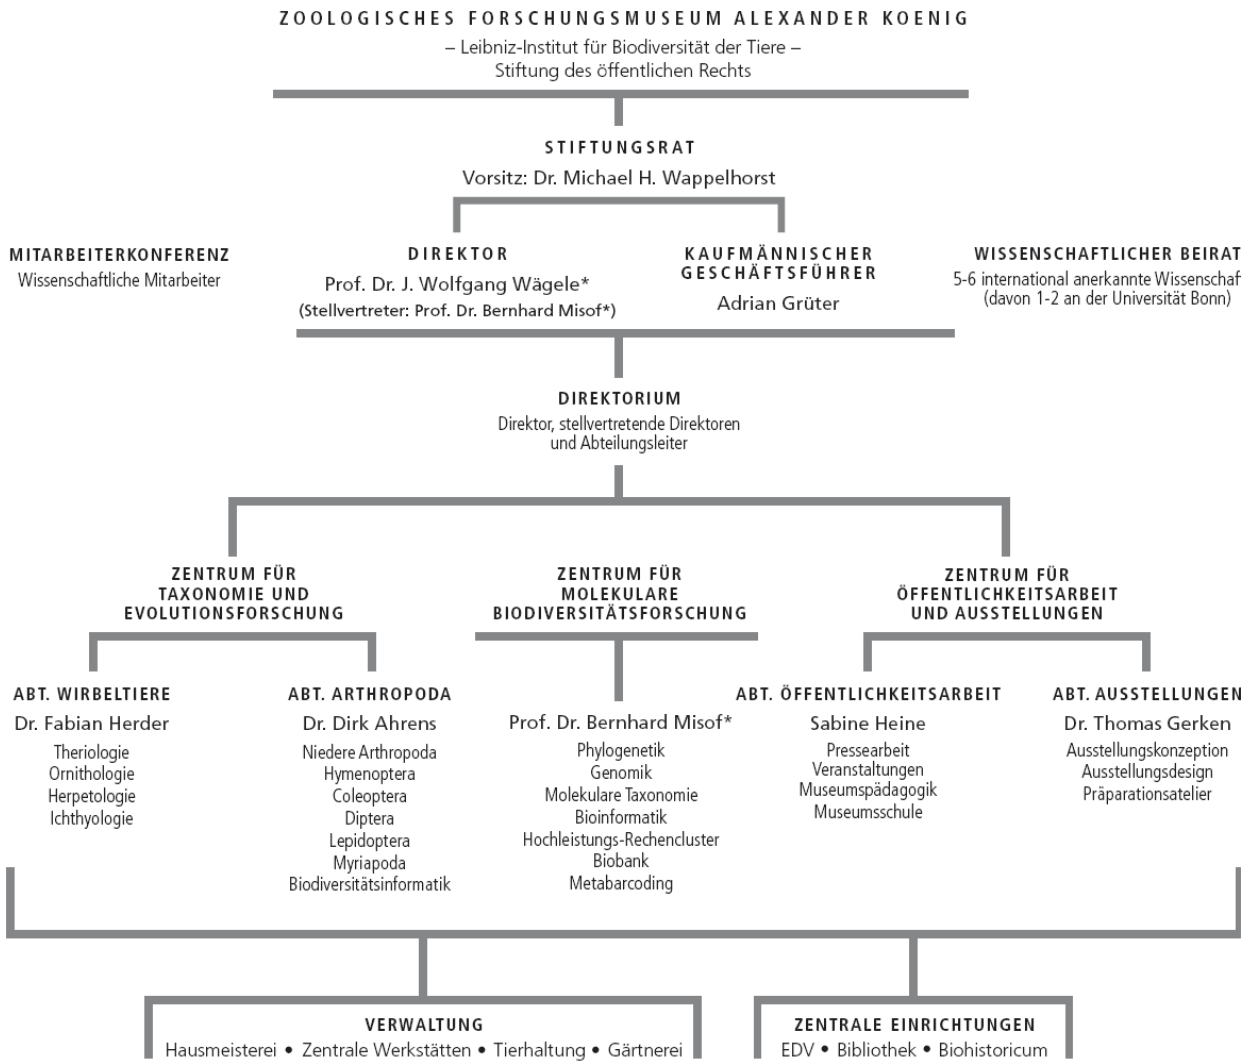 ZOOLOGISCHES FORSCHUNGSMUSEUM ALEXANDER KOENIG
– Leibniz-Institut für Biodiversität der Tiere –
Stiftung des öffentlichen Rechts
STIFTUNGSRAT
Vorsitz: Dr. Michael H. Wappelhorst
MITARBEITERKONFERENZ
Wissenschaftliche Mitarbeiter
DIREKTOR
Prof. Dr. J. Wolfgang Wägele*
(Stellvertreter: Prof. Dr. Bernhard Misof*)
KAUFMÄNNISCHER
GESCHÄFTSFÜHRER
Adrian Grüter
WISSENSCHAFTLICHER BEIRAT
5-6 international anerkannte Wissenschaf
(davon 1-2 an der Universität Bonn)
DIREKTORIUM
Direktor, stellvertretende Direktoren
und Abteilungsleiter
ZENTRUM FÜR
TAXONOMIE UND
EVOLUTIONSFORSCHUNG
ZENTRUM FÜR
MOLEKULARE
BIODIVERSITÄTSFORSCHUNG
ZENTRUM FÜR
ÖFFENTLICHKEITSARBEIT
UND AUSSTELLUNGEN
ABT. WIRBELTIERE
Dr. Fabian Herder
Theriologie
Ornithologie
Herpetologie
Ichthyologie
ABT. ARTHROPODA
Dr. Dirk Ahrens
Niedere Arthropoda
Hymenoptera
Coleoptera
Diptera
Lepidoptera
Myriapoda
Biodiversitätsinformatik
Prof. Dr. Bernhard Misof*
Phylogenetik
Genomik
Molekulare Taxonomie
Bioinformatik
Hochleistungs-Rechencluster
Biobank
Metabarcoding
ABT. ÖFFENTLICHKEITSARBEIT
Sabine Heine
Pressearbeit
Veranstaltungen
Museumspädagogik
Museumsschule
ABT. AUSSTELLUNGEN
Dr. Thomas Gerken
Ausstellungskonzeption
Ausstellungsdesign
Präparationsatelier
VERWALTUNG
Hausmeisterei • Zentrale Werkstätten • Tierhaltung • Gärtnerei
ZENTRALE EINRICHTUNGEN
EDV • Bibliothek • Biohistoricum